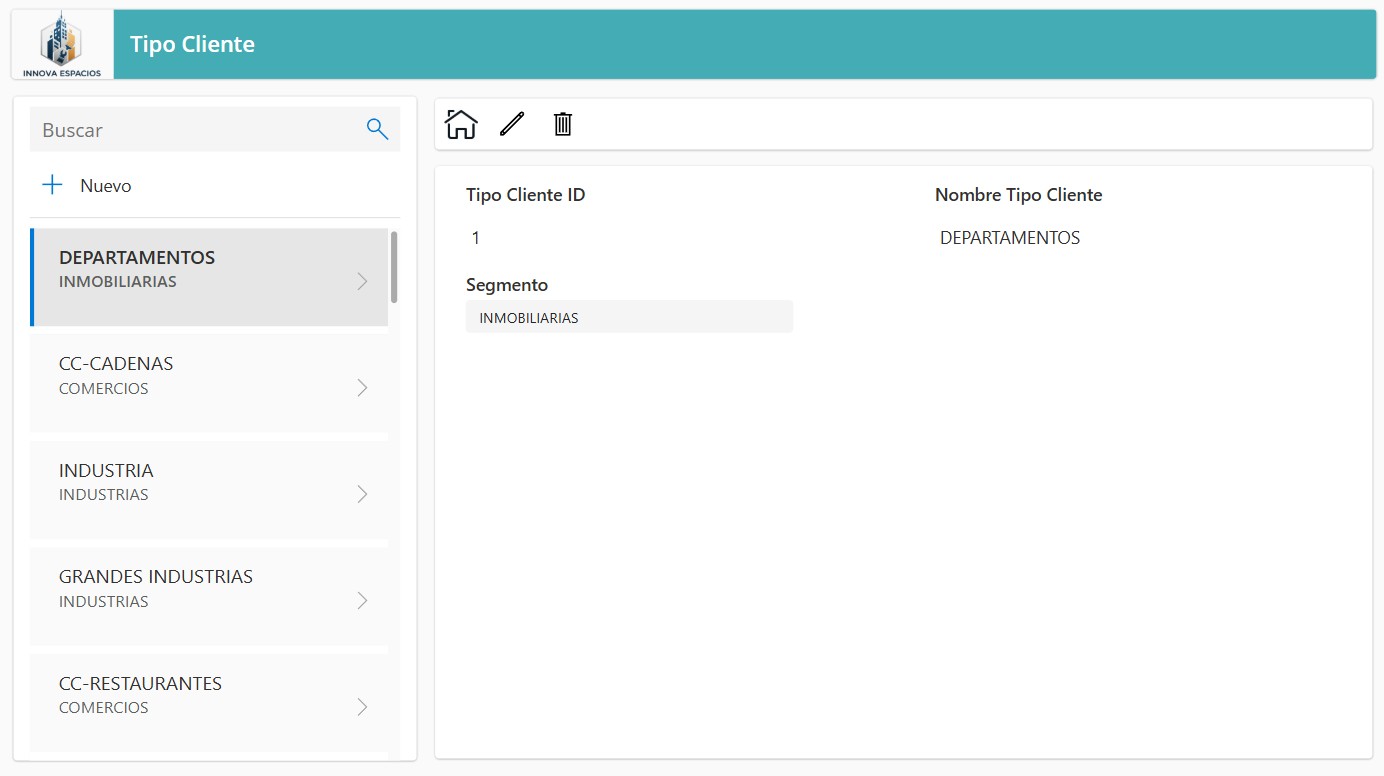 INNOVA ESPACIOS
Tipo Cliente
Buscar
Nuevo
DEPARTAMENTOS
INMOBILIARIAS
CC-CADENAS
COMERCIOS
INDUSTRIA
INDUSTRIAS
GRANDES INDUSTRIAS
INDUSTRIAS
CC-RESTAURANTES
COMERCIOS
Tipo Cliente ID
1
Nombre Tipo Cliente
DEPARTAMENTOS
Segmento
INMOBILIARIAS